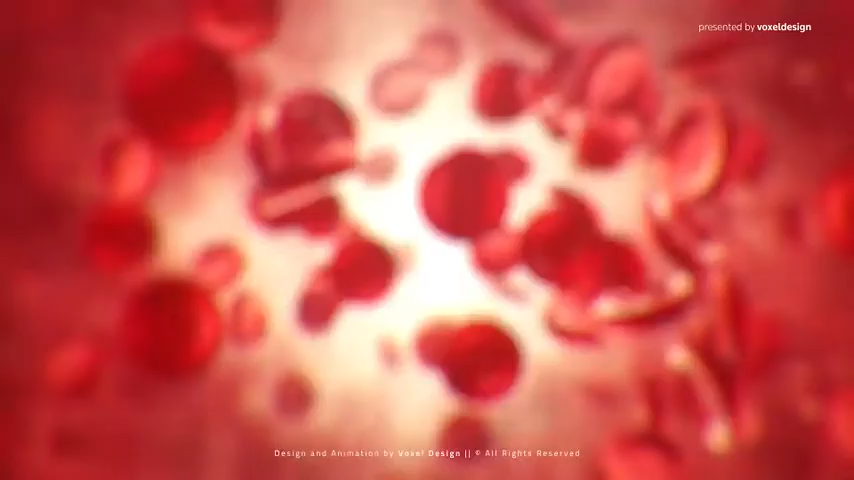 presented by voxeldesign
Design and Animation by Voxel Design || © All Rights Reserved